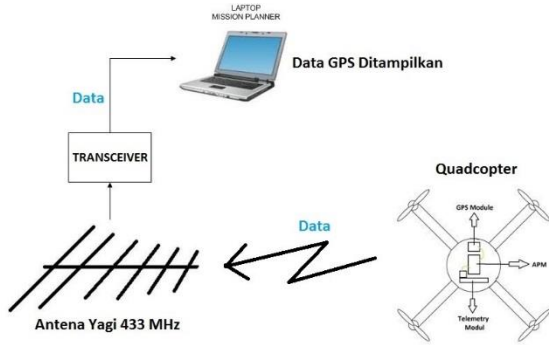 LAPTOP
MISSION PLANNER
Data GPS Ditampilkan
Data
TRANSCEIVER
Quadcopter
GPS Module
APM
Telemetry
Modul
Data
Antena Yagi 433 MHz